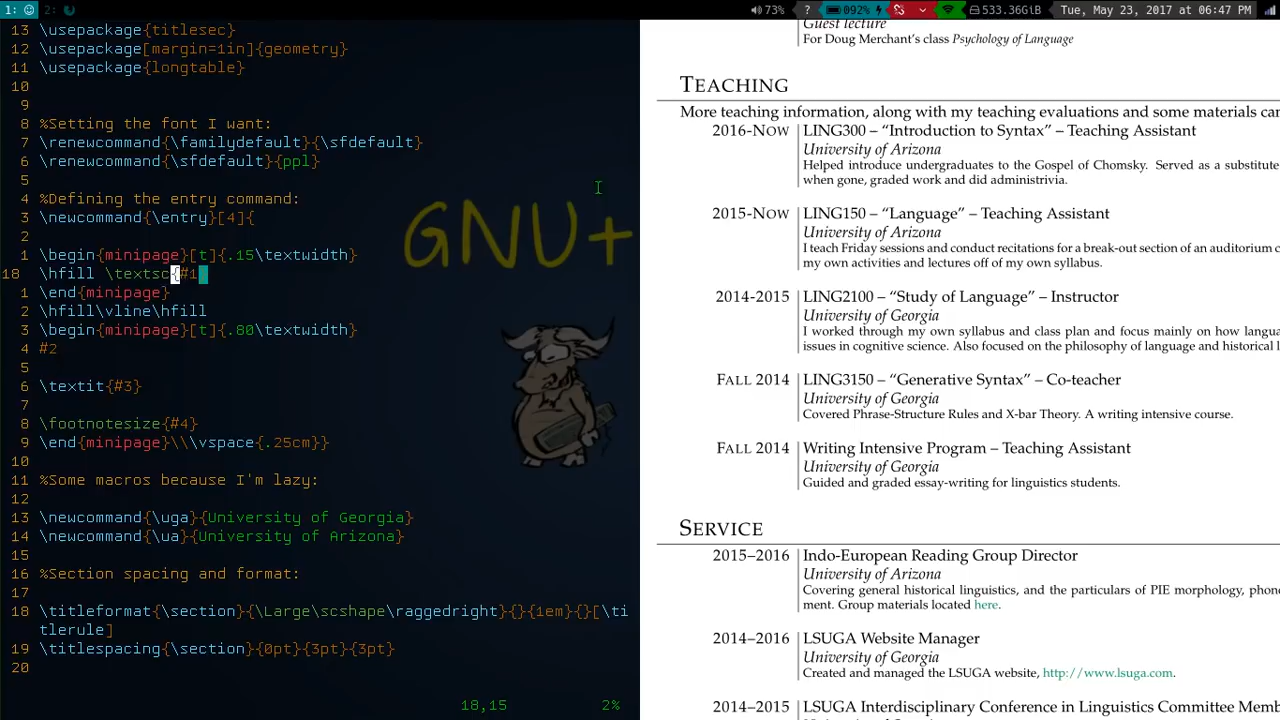 1: 2: 73% ? 092% 533.36GiB Tue, May 23, 2017 at 06:47 PM
13 \usepackage{titlesec}
12 \usepackage[margin=1in]{geometry}
11 \usepackage{longtable}
10
9
8 %Setting the font I want:
7 \renewcommand{\familydefault}{\sfdefault}
6 \renewcommand{\sfdefault}{ppl}
5
4 %Defining the entry command:
3 \newcommand{\entry}[4]{
2
1 \begin{minipage}[t]{.15\textwidth}
18 \hfill \textsc{#1
1 \end{minipage}
2 \hfill\vline\hfill
3 \begin{minipage}[t]{.80\textwidth}
4 #2
5
6 \textit{#3}
7
8 \footnotesize{#4}
9 \end{minipage}\\\vspace{.25cm}}
10
11 %Some macros because I'm lazy:
12
13 \newcommand{\uga}{University of Georgia}
14 \newcommand{\ua}{University of Arizona}
15
16 %Section spacing and format:
17
18 \titleformat{\section}{\Large\scshape\raggedright}{}{1em}{}[\ti
tlerule]
19 \titlespacing{\section}{0pt}{3pt}{3pt}
20
18,15 2%
GNU+
Guest lecture
For Doug Merchant's class Psychology of Language
TEACHING
More teaching information, along with my teaching evaluations and some materials can
2016-NOW LING300 – “Introduction to Syntax” – Teaching Assistant
University of Arizona
Helped introduce undergraduates to the Gospel of Chomsky. Served as a substitute
when gone, graded work and did administrivia.
2015-NOW LING150 – “Language” – Teaching Assistant
University of Arizona
I teach Friday sessions and conduct recitations for a break-out section of an auditorium c
my own activities and lectures off of my own syllabus.
2014-2015 LING2100 – “Study of Language” – Instructor
University of Georgia
I worked through my own syllabus and class plan and focus mainly on how langua
issues in cognitive science. Also focused on the philosophy of language and historical l
FALL 2014 LING3150 – “Generative Syntax” – Co-teacher
University of Georgia
Covered Phrase-Structure Rules and X-bar Theory. A writing intensive course.
FALL 2014 Writing Intensive Program – Teaching Assistant
University of Georgia
Guided and graded essay-writing for linguistics students.
SERVICE
2015–2016 Indo-European Reading Group Director
University of Arizona
Covering general historical linguistics, and the particulars of PIE morphology, phono
ment. Group materials located here.
2014–2016 LSUGA Website Manager
University of Georgia
Created and managed the LSUGA website, http://www.lsuga.com.
2014–2015 LSUGA Interdisciplinary Conference in Linguistics Committee Memb